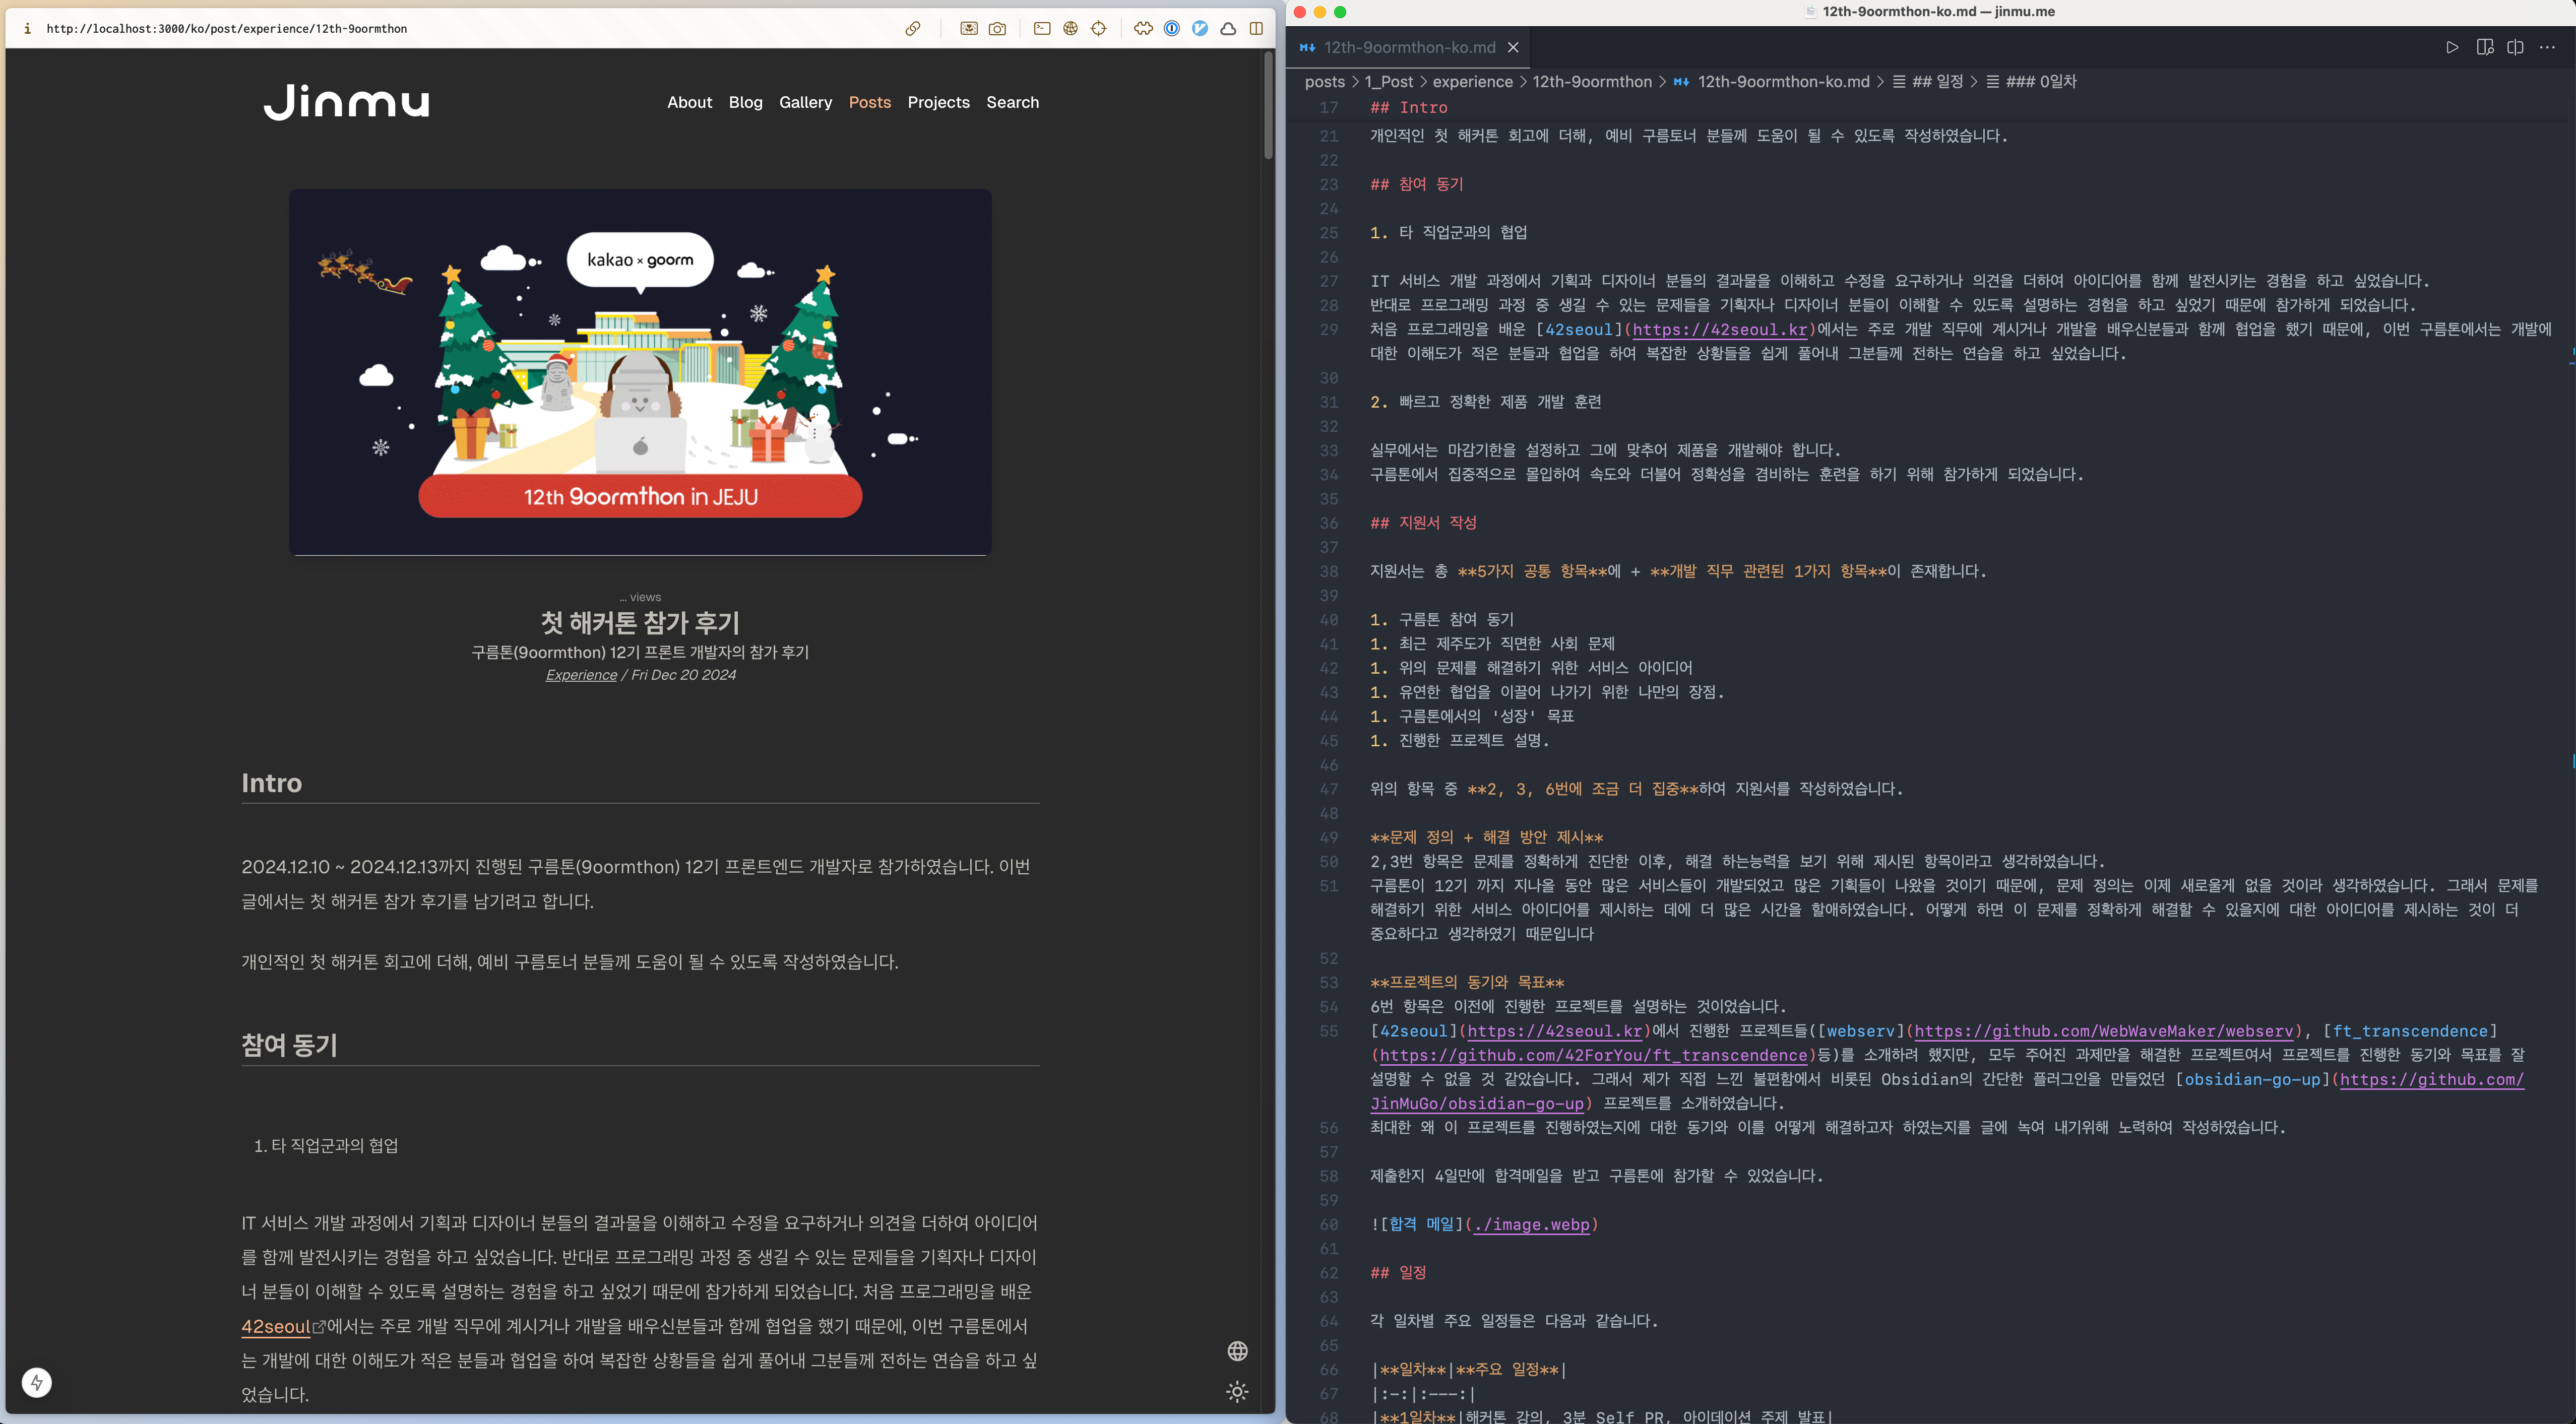 http://localhost:3000/ko/post/experience/12th-9oormthon
Jinmu
About Blog Gallery Posts Projects Search
kakao × goorm
12th 9oormthon in JEJU
... views
첫 해커톤 참가 후기
구름톤(9oormthon) 12기 프론트 개발자의 참가 후기
Experience / Fri Dec 20 2024
Intro
2024.12.10 ~ 2024.12.13까지 진행된 구름톤(9oormthon) 12기 프론트엔드 개발자로 참가하였습니다. 이번
글에서는 첫 해커톤 참가 후기를 남기려고 합니다.
개인적인 첫 해커톤 회고에 더해, 예비 구름토너 분들께 도움이 될 수 있도록 작성하였습니다.
참여 동기
1. 타 직업군과의 협업
IT 서비스 개발 과정에서 기획과 디자이너 분들의 결과물을 이해하고 수정을 요구하거나 의견을 더하여 아이디어
를 함께 발전시키는 경험을 하고 싶었습니다. 반대로 프로그래밍 과정 중 생길 수 있는 문제들을 기획자나 디자이
너 분들이 이해할 수 있도록 설명하는 경험을 하고 싶었기 때문에 참가하게 되었습니다. 처음 프로그래밍을 배운
42seoul에서는 주로 개발 직무에 계시거나 개발을 배우신분들과 함께 협업을 했기 때문에, 이번 구름톤에서
는 개발에 대한 이해도가 적은 분들과 협업을 하여 복잡한 상황들을 쉽게 풀어내 그분들께 전하는 연습을 하고 싶
었습니다.
12th-9oormthon-ko.md — jinmu.me
12th-9oormthon-ko.md
posts > 1_Post > experience > 12th-9oormthon > 12th-9oormthon-ko.md > ## 일정 > ### 0일차
17 ## Intro
21 개인적인 첫 해커톤 회고에 더해, 예비 구름토너 분들께 도움이 될 수 있도록 작성하였습니다.
22
23 ## 참여 동기
24
25 1. 타 직업군과의 협업
26
27 IT 서비스 개발 과정에서 기획과 디자이너 분들의 결과물을 이해하고 수정을 요구하거나 의견을 더하여 아이디어를 함께 발전시키는 경험을 하고 싶었습니다.
28 반대로 프로그래밍 과정 중 생길 수 있는 문제들을 기획자나 디자이너 분들이 이해할 수 있도록 설명하는 경험을 하고 싶었기 때문에 참가하게 되었습니다.
29 처음 프로그래밍을 배운 [42seoul](https://42seoul.kr)에서는 주로 개발 직무에 계시거나 개발을 배우신분들과 함께 협업을 했기 때문에, 이번 구름톤에서는 개발에
대한 이해도가 적은 분들과 협업을 하여 복잡한 상황들을 쉽게 풀어내 그분들께 전하는 연습을 하고 싶었습니다.
30
31 2. 빠르고 정확한 제품 개발 훈련
32
33 실무에서는 마감기한을 설정하고 그에 맞추어 제품을 개발해야 합니다.
34 구름톤에서 집중적으로 몰입하여 속도와 더불어 정확성을 겸비하는 훈련을 하기 위해 참가하게 되었습니다.
35
36 ## 지원서 작성
37
38 지원서는 총 **5가지 공통 항목**에 + **개발 직무 관련된 1가지 항목**이 존재합니다.
39
40 1. 구름톤 참여 동기
41 1. 최근 제주도가 직면한 사회 문제
42 1. 위의 문제를 해결하기 위한 서비스 아이디어
43 1. 유연한 협업을 이끌어 나가기 위한 나만의 장점.
44 1. 구름톤에서의 '성장' 목표
45 1. 진행한 프로젝트 설명.
46
47 위의 항목 중 **2, 3, 6번에 조금 더 집중**하여 지원서를 작성하였습니다.
48
49 **문제 정의 + 해결 방안 제시**
50 2,3번 항목은 문제를 정확하게 진단한 이후, 해결 하는능력을 보기 위해 제시된 항목이라고 생각하였습니다.
51 구름톤이 12기 까지 지나올 동안 많은 서비스들이 개발되었고 많은 기획들이 나왔을 것이기 때문에, 문제 정의는 이제 새로울게 없을 것이라 생각하였습니다. 그래서 문제를
해결하기 위한 서비스 아이디어를 제시하는 데에 더 많은 시간을 할애하였습니다. 어떻게 하면 이 문제를 정확하게 해결할 수 있을지에 대한 아이디어를 제시하는 것이 더
중요하다고 생각하였기 때문입니다
52
53 **프로젝트의 동기와 목표**
54 6번 항목은 이전에 진행한 프로젝트를 설명하는 것이었습니다.
55 [42seoul](https://42seoul.kr)에서 진행한 프로젝트들([webserv](https://github.com/WebWaveMaker/webserv), [ft_transcendence]
(https://github.com/42ForYou/ft_transcendence)등)를 소개하려 했지만, 모두 주어진 과제만을 해결한 프로젝트여서 프로젝트를 진행한 동기와 목표를 잘
설명할 수 없을 것 같았습니다. 그래서 제가 직접 느낀 불편함에서 비롯된 Obsidian의 간단한 플러그인을 만들었던 [obsidian-go-up](https://github.com/
JinMuGo/obsidian-go-up) 프로젝트를 소개하였습니다.
56 최대한 왜 이 프로젝트를 진행하였는지에 대한 동기와 이를 어떻게 해결하고자 하였는지를 글에 녹여 내기위해 노력하여 작성하였습니다.
57
58 제출한지 4일만에 합격메일을 받고 구름톤에 참가할 수 있었습니다.
59
60 ![합격 메일](./image.webp)
61
62 ## 일정
63
64 각 일차별 주요 일정들은 다음과 같습니다.
65
66 |**일차**|**주요 일정**|
67 |:-:|:---:|
68 |**1일차**|해커톤 강의, 3분 Self PR, 아이데이션 주제 발표|